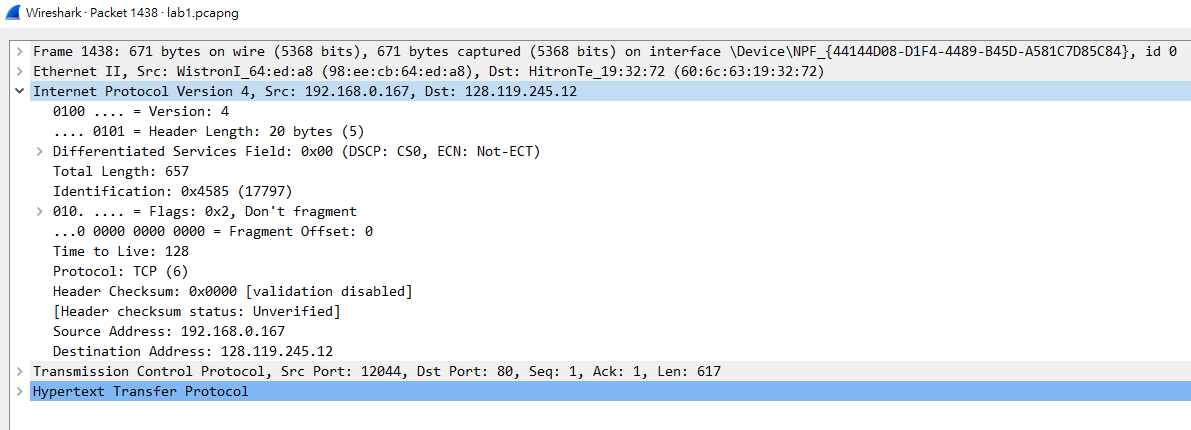 Wireshark · Packet 1438 · lab1.pcapng
Frame 1438: 671 bytes on wire (5368 bits), 671 bytes captured (5368 bits) on interface \Device\NPF_{44144D08-D1F4-4489-B45D-A581C7D85C84}, id 0
Ethernet II, Src: WistronI_64:ed:a8 (98:ee:cb:64:ed:a8), Dst: HitronTe_19:32:72 (60:6c:63:19:32:72)
Internet Protocol Version 4, Src: 192.168.0.167, Dst: 128.119.245.12
0100 .... = Version: 4
.... 0101 = Header Length: 20 bytes (5)
Differentiated Services Field: 0x00 (DSCP: CS0, ECN: Not-ECT)
Total Length: 657
Identification: 0x4585 (17797)
010. .... = Flags: 0x2, Don't fragment
...0 0000 0000 0000 = Fragment Offset: 0
Time to Live: 128
Protocol: TCP (6)
Header Checksum: 0x0000 [validation disabled]
[Header checksum status: Unverified]
Source Address: 192.168.0.167
Destination Address: 128.119.245.12
Transmission Control Protocol, Src Port: 12044, Dst Port: 80, Seq: 1, Ack: 1, Len: 617
Hypertext Transfer Protocol